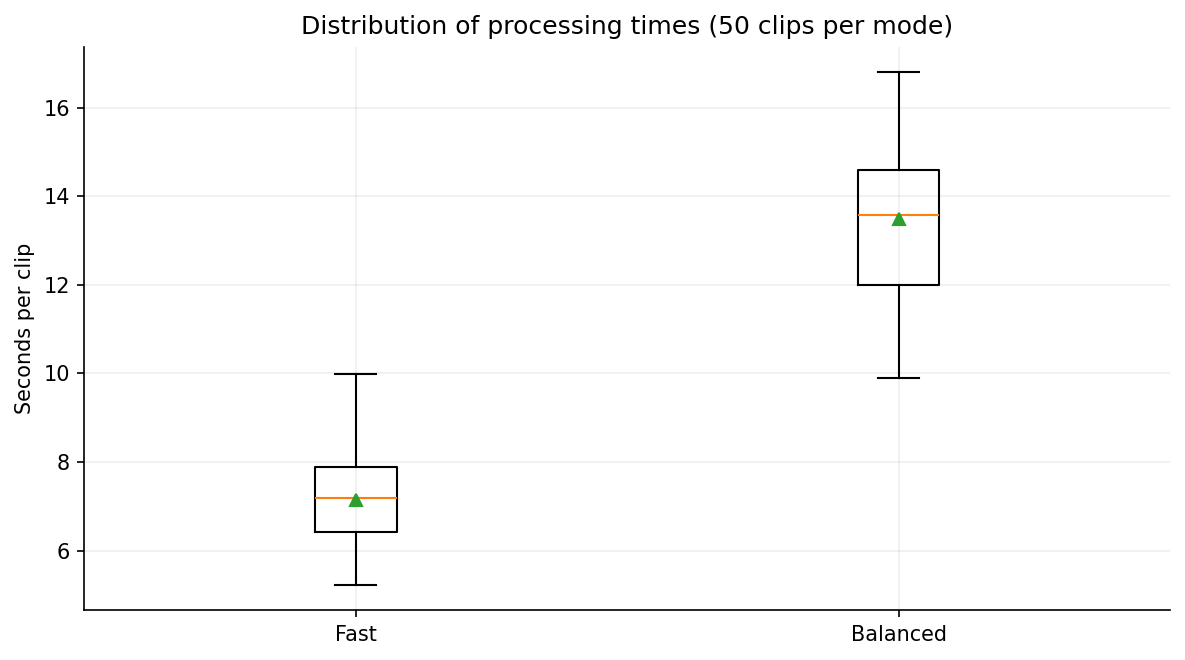 Distribution of processing times (50 clips per mode)
Seconds per clip
16
14
12
10
8
6
Fast
Balanced